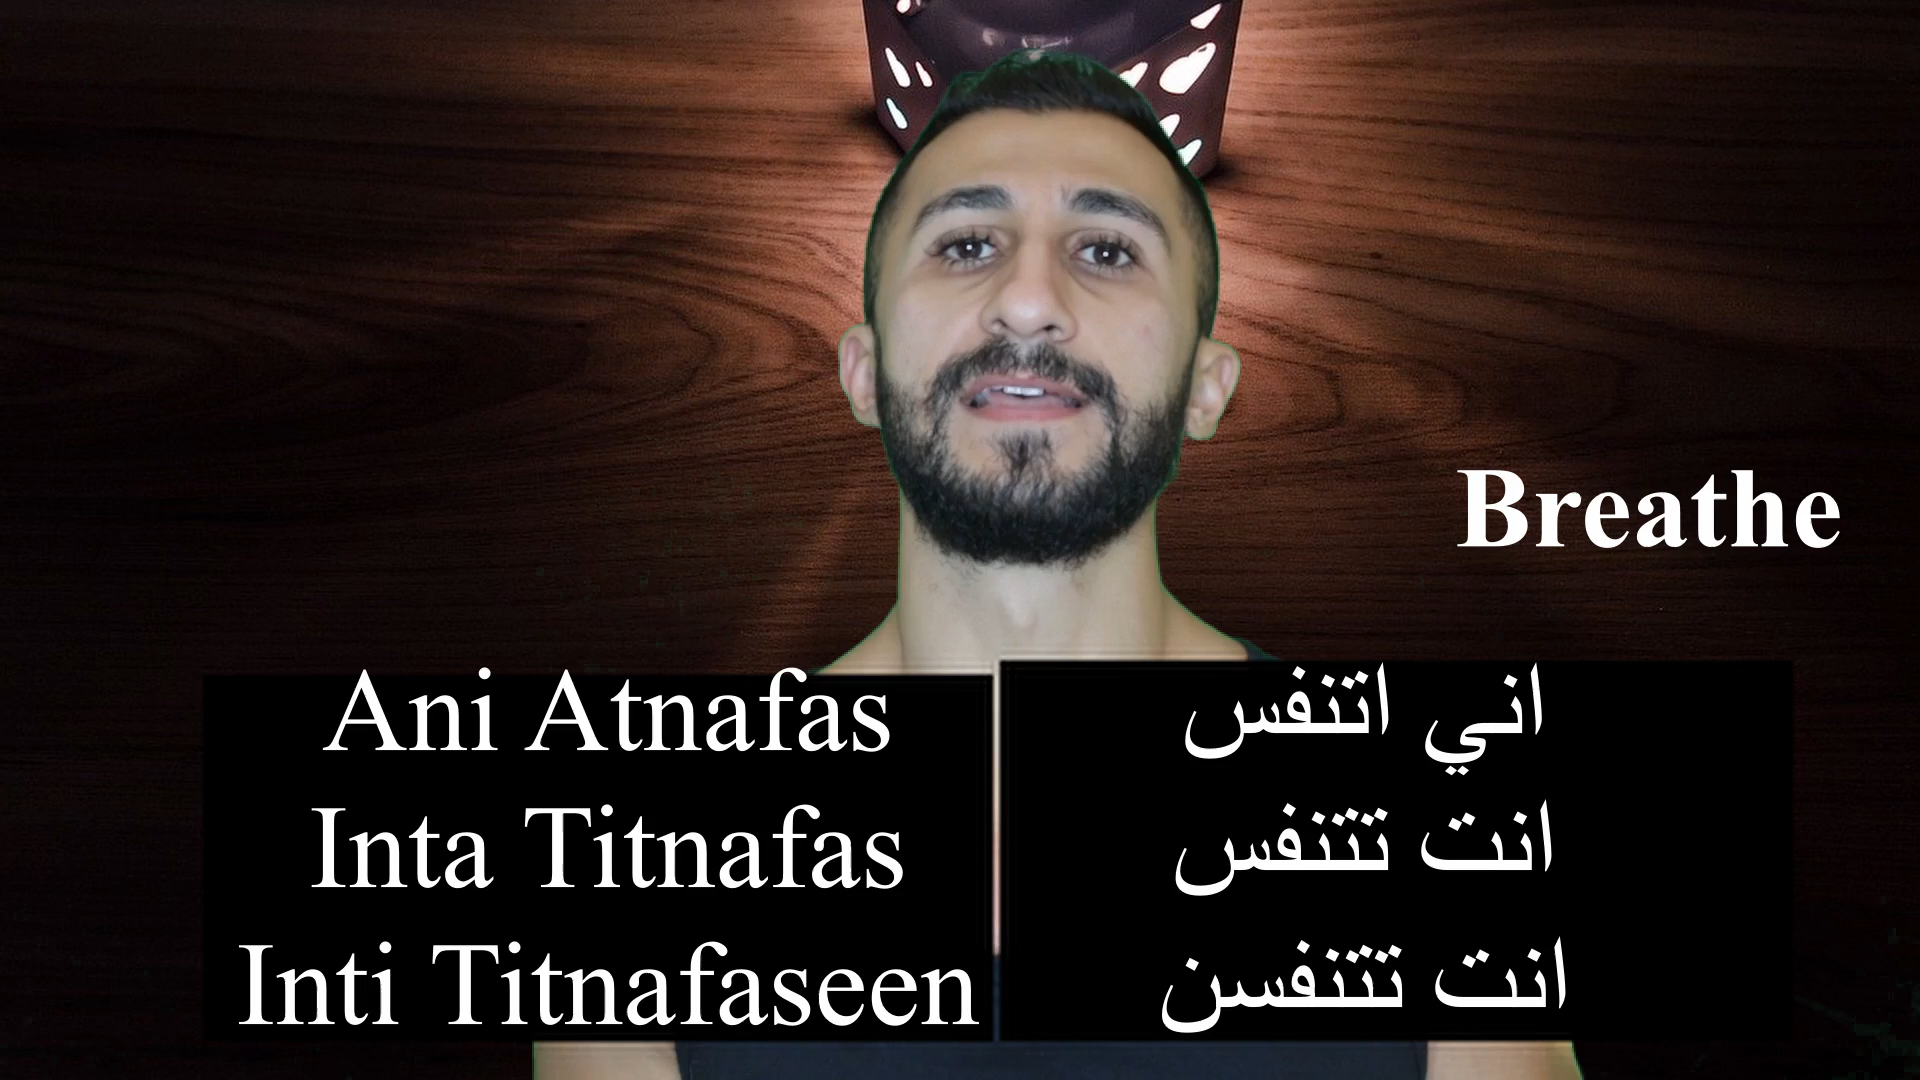 Breathe
Ani Atnafas
اني اتنفس
Inta Titnafas
انت تتنفس
Inti Titnafaseen
انت تتنفسن